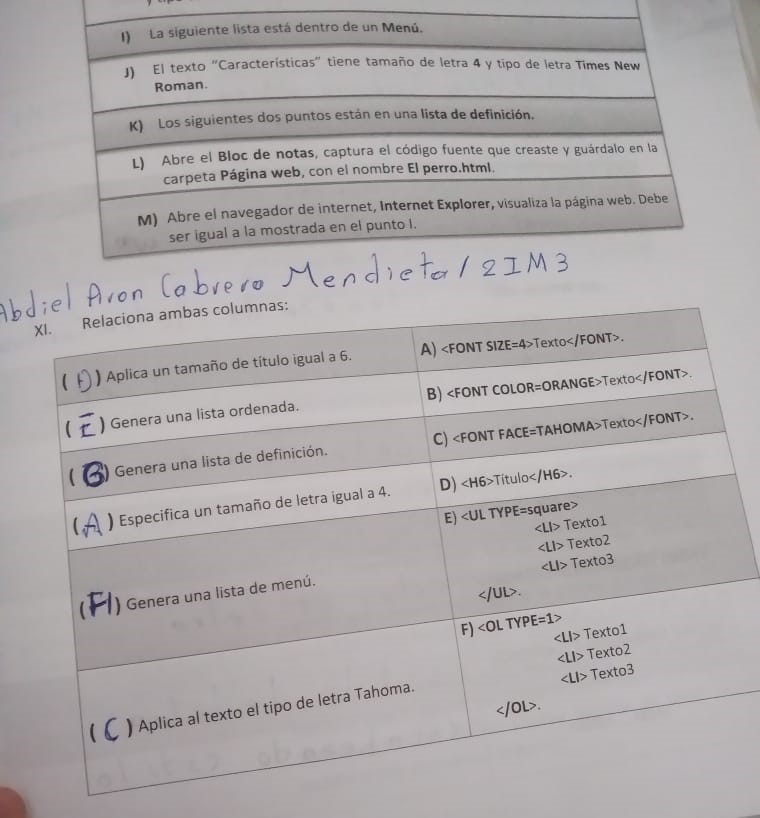 I) La siguiente lista está dentro de un Menú.
J) El texto "Características" tiene tamaño de letra 4 y tipo de letra Times New
Roman.
K) Los siguientes dos puntos están en una lista de definición.
L) Abre el Bloc de notas, captura el código fuente que creaste y guárdalo en la
carpeta Página web, con el nombre El perro.html.
M) Abre el navegador de internet, Internet Explorer, visualiza la página web. Debe
ser igual a la mostrada en el punto I.
Abdiel Aron Cabrera Mendieta / 2IM3
XI. Relaciona ambas columnas:
( D ) Aplica un tamaño de título igual a 6.
( E ) Genera una lista ordenada.
( B ) Genera una lista de definición.
( A ) Especifica un tamaño de letra igual a 4.
( ) Genera una lista de menú.
( C ) Aplica al texto el tipo de letra Tahoma.
A) <FONT SIZE=4>Texto</FONT>.
B) <FONT COLOR=ORANGE>Texto</FONT>.
C) <FONT FACE=TAHOMA>Texto</FONT>.
D) <H6>Título</H6>.
E) <UL TYPE=square>
<LI> Texto1
<LI> Texto2
<LI> Texto3
</UL>.
F) <OL TYPE=1>
<LI> Texto1
<LI> Texto2
<LI> Texto3
</OL>.